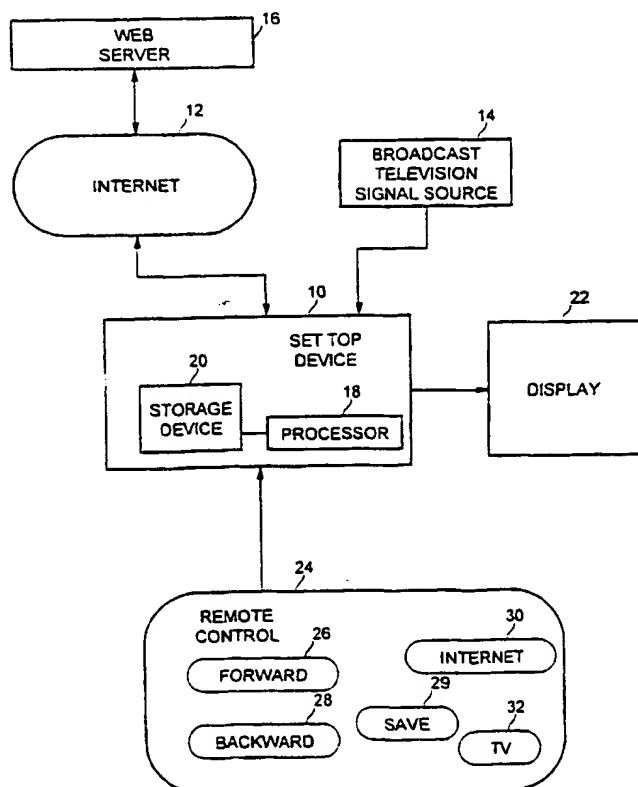 16
WEB
SERVER
12
INTERNET
14
BROADCAST
TELEVISION
SIGNAL SOURCE
10
SET TOP
DEVICE
20
STORAGE
DEVICE
18
PROCESSOR
22
DISPLAY
24
REMOTE
CONTROL
26
FORWARD
28
BACKWARD
30
INTERNET
29
SAVE
32
TV